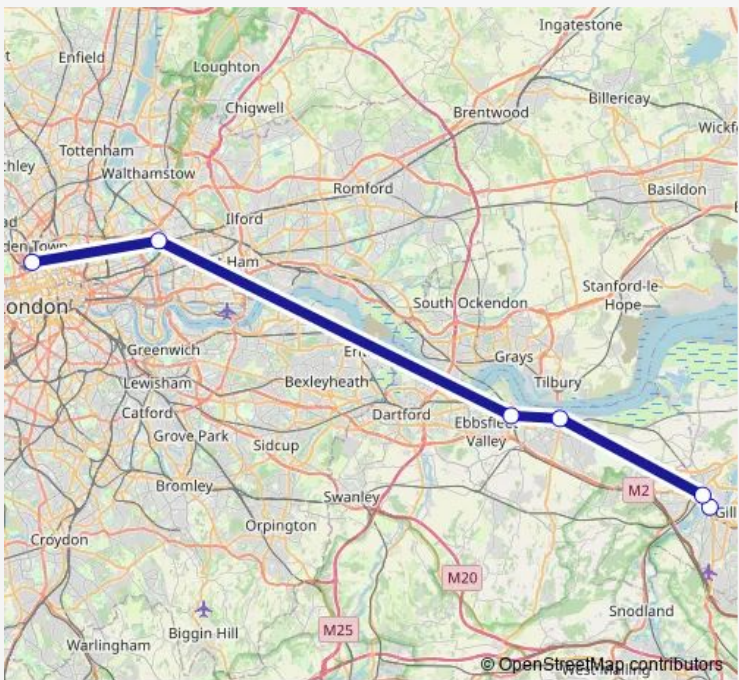 Ingatestone
Enfield
Loughton
Billericay
Chigwell
Brentwood
Wickf
Tottenham
chley
Walthamstow
Romford
Basildon
Ilford
den Town
Ham
Stanford-le
Hope
South Ockendon
ondon
Greenwich
Grays
Lewisham
Bexleyheath
Tilbury
Catford
Dartford
Ebbsfleet
Valley
Grove Park
Sidcup
Bromley
Swanley
M2
Gill
Orpington
Croydon
M20
Snodland
M25
Biggin Hill
Warlingham
© OpenStreetMap contributors